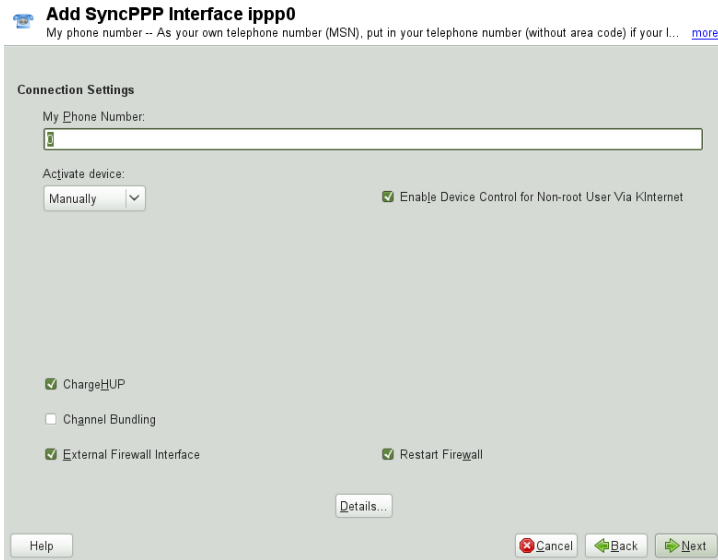 Add SyncPPP Interface ippp0
My phone number -- As your own telephone number (MSN), put in your telephone number (without area code) if your l... more
Connection Settings
My Phone Number:
0
Activate device:
Manually
Enable Device Control for Non-root User Via KInternet
ChargeHUP
Channel Bundling
External Firewall Interface
Restart Firewall
Details...
Help
Cancel
Back
Next